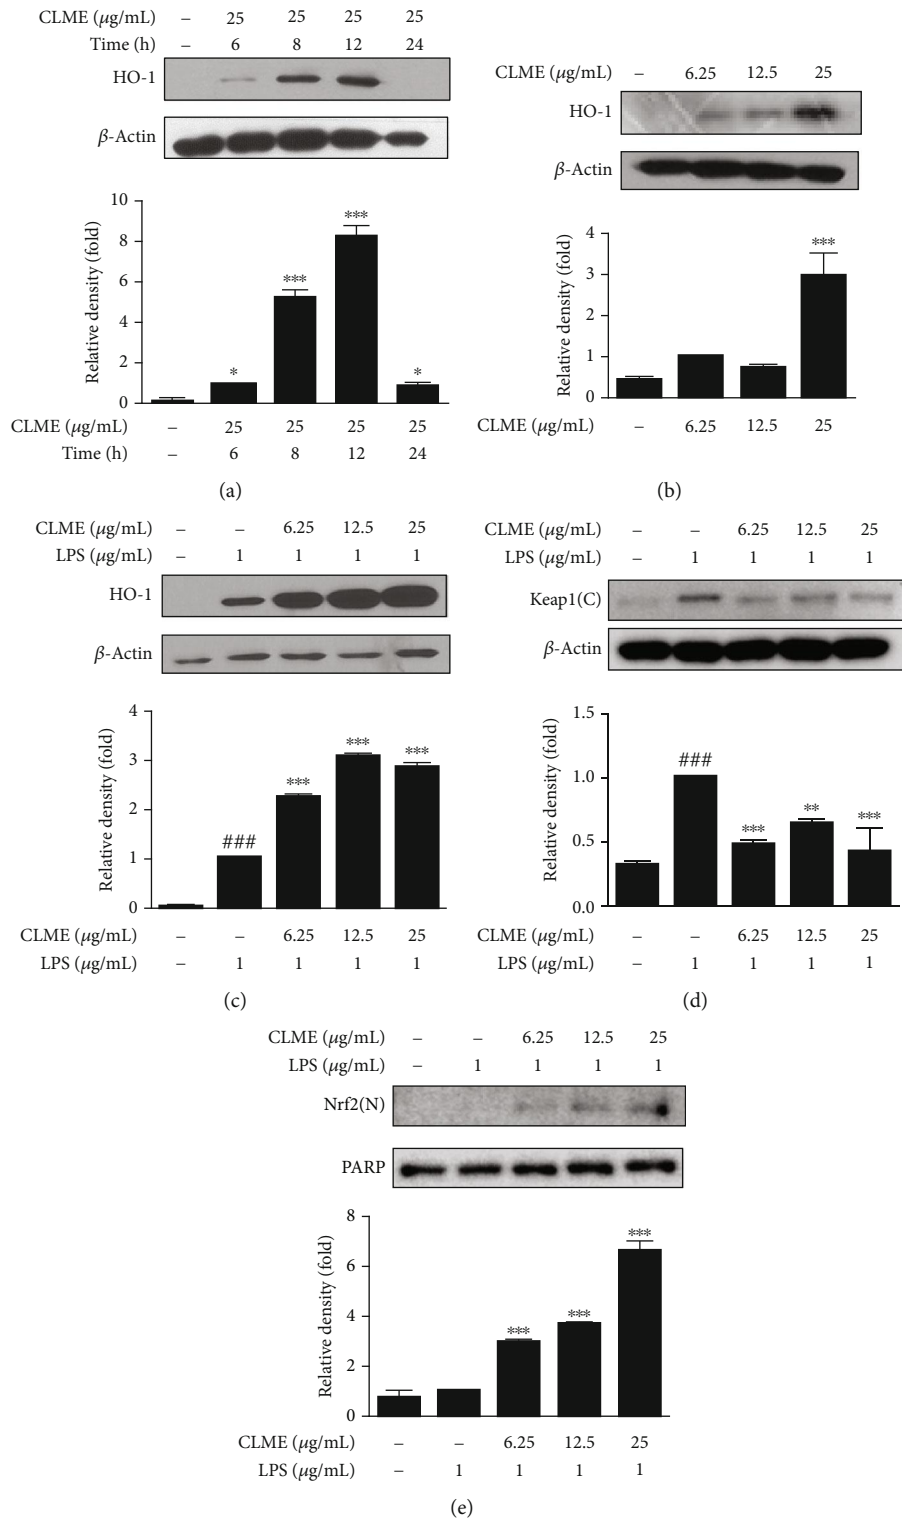 CLME (μg/mL) – 25 25 25 25
Time (h) – 6 8 12 24
HO-1
β-Actin
Relative density (fold)
10
8
6
4
2
0
* *** *** *
CLME (μg/mL) – 25 25 25 25
Time (h) – 6 8 12 24
(a)
CLME (μg/mL) – 6.25 12.5 25
HO-1
β-Actin
Relative density (fold)
4
3
2
1
0
***
CLME (μg/mL) – 6.25 12.5 25
(b)
CLME (μg/mL) – – 6.25 12.5 25
LPS (μg/mL) – 1 1 1 1
HO-1
β-Actin
Relative density (fold)
4
3
2
1
0
### *** *** ***
CLME (μg/mL) – – 6.25 12.5 25
LPS (μg/mL) – 1 1 1 1
(c)
CLME (μg/mL) – – 6.25 12.5 25
LPS (μg/mL) – 1 1 1 1
Keap1(C)
β-Actin
Relative density (fold)
1.5
1.0
0.5
0.0
### *** ** ***
CLME (μg/mL) – – 6.25 12.5 25
LPS (μg/mL) – 1 1 1 1
(d)
CLME (μg/mL) – – 6.25 12.5 25
LPS (μg/mL) – 1 1 1 1
Nrf2(N)
PARP
Relative density (fold)
8
6
4
2
0
*** *** ***
CLME (μg/mL) – – 6.25 12.5 25
LPS (μg/mL) – 1 1 1 1
(e)